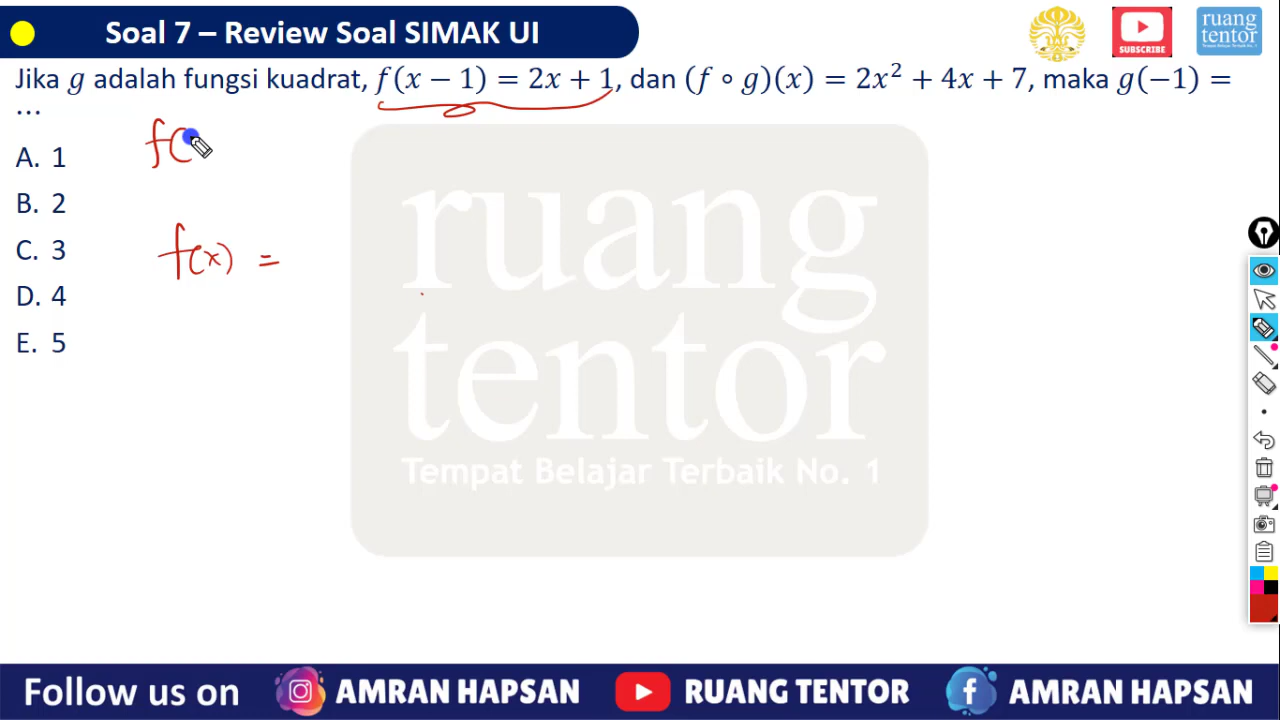 Soal 7 – Review Soal SIMAK UI
SUBSCRIBE
ruang
tentor
Jika g adalah fungsi kuadrat, f(x − 1) = 2x + 1, dan (f ∘ g)(x) = 2x² + 4x + 7, maka g(−1) =
...
A. 1
B. 2
C. 3
D. 4
E. 5
f(
f(x) =
ruang
tentor
Tempat Belajar Terbaik No. 1
Follow us on AMRAN HAPSAN RUANG TENTOR AMRAN HAPSAN